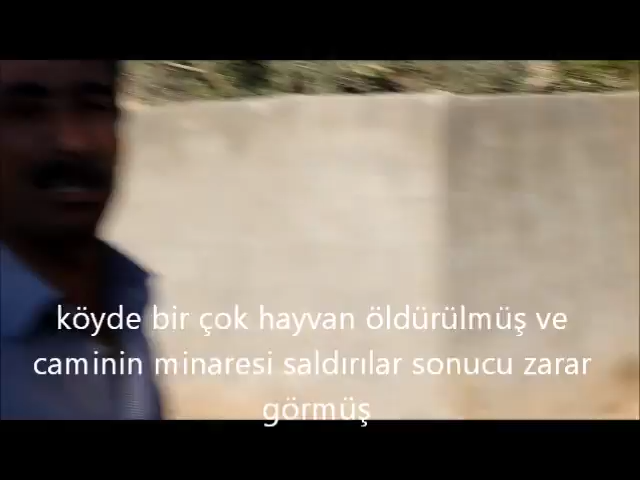 köyde bir çok hayvan öldürülmüş ve
caminin minaresi saldırılar sonucu zarar
görmüş